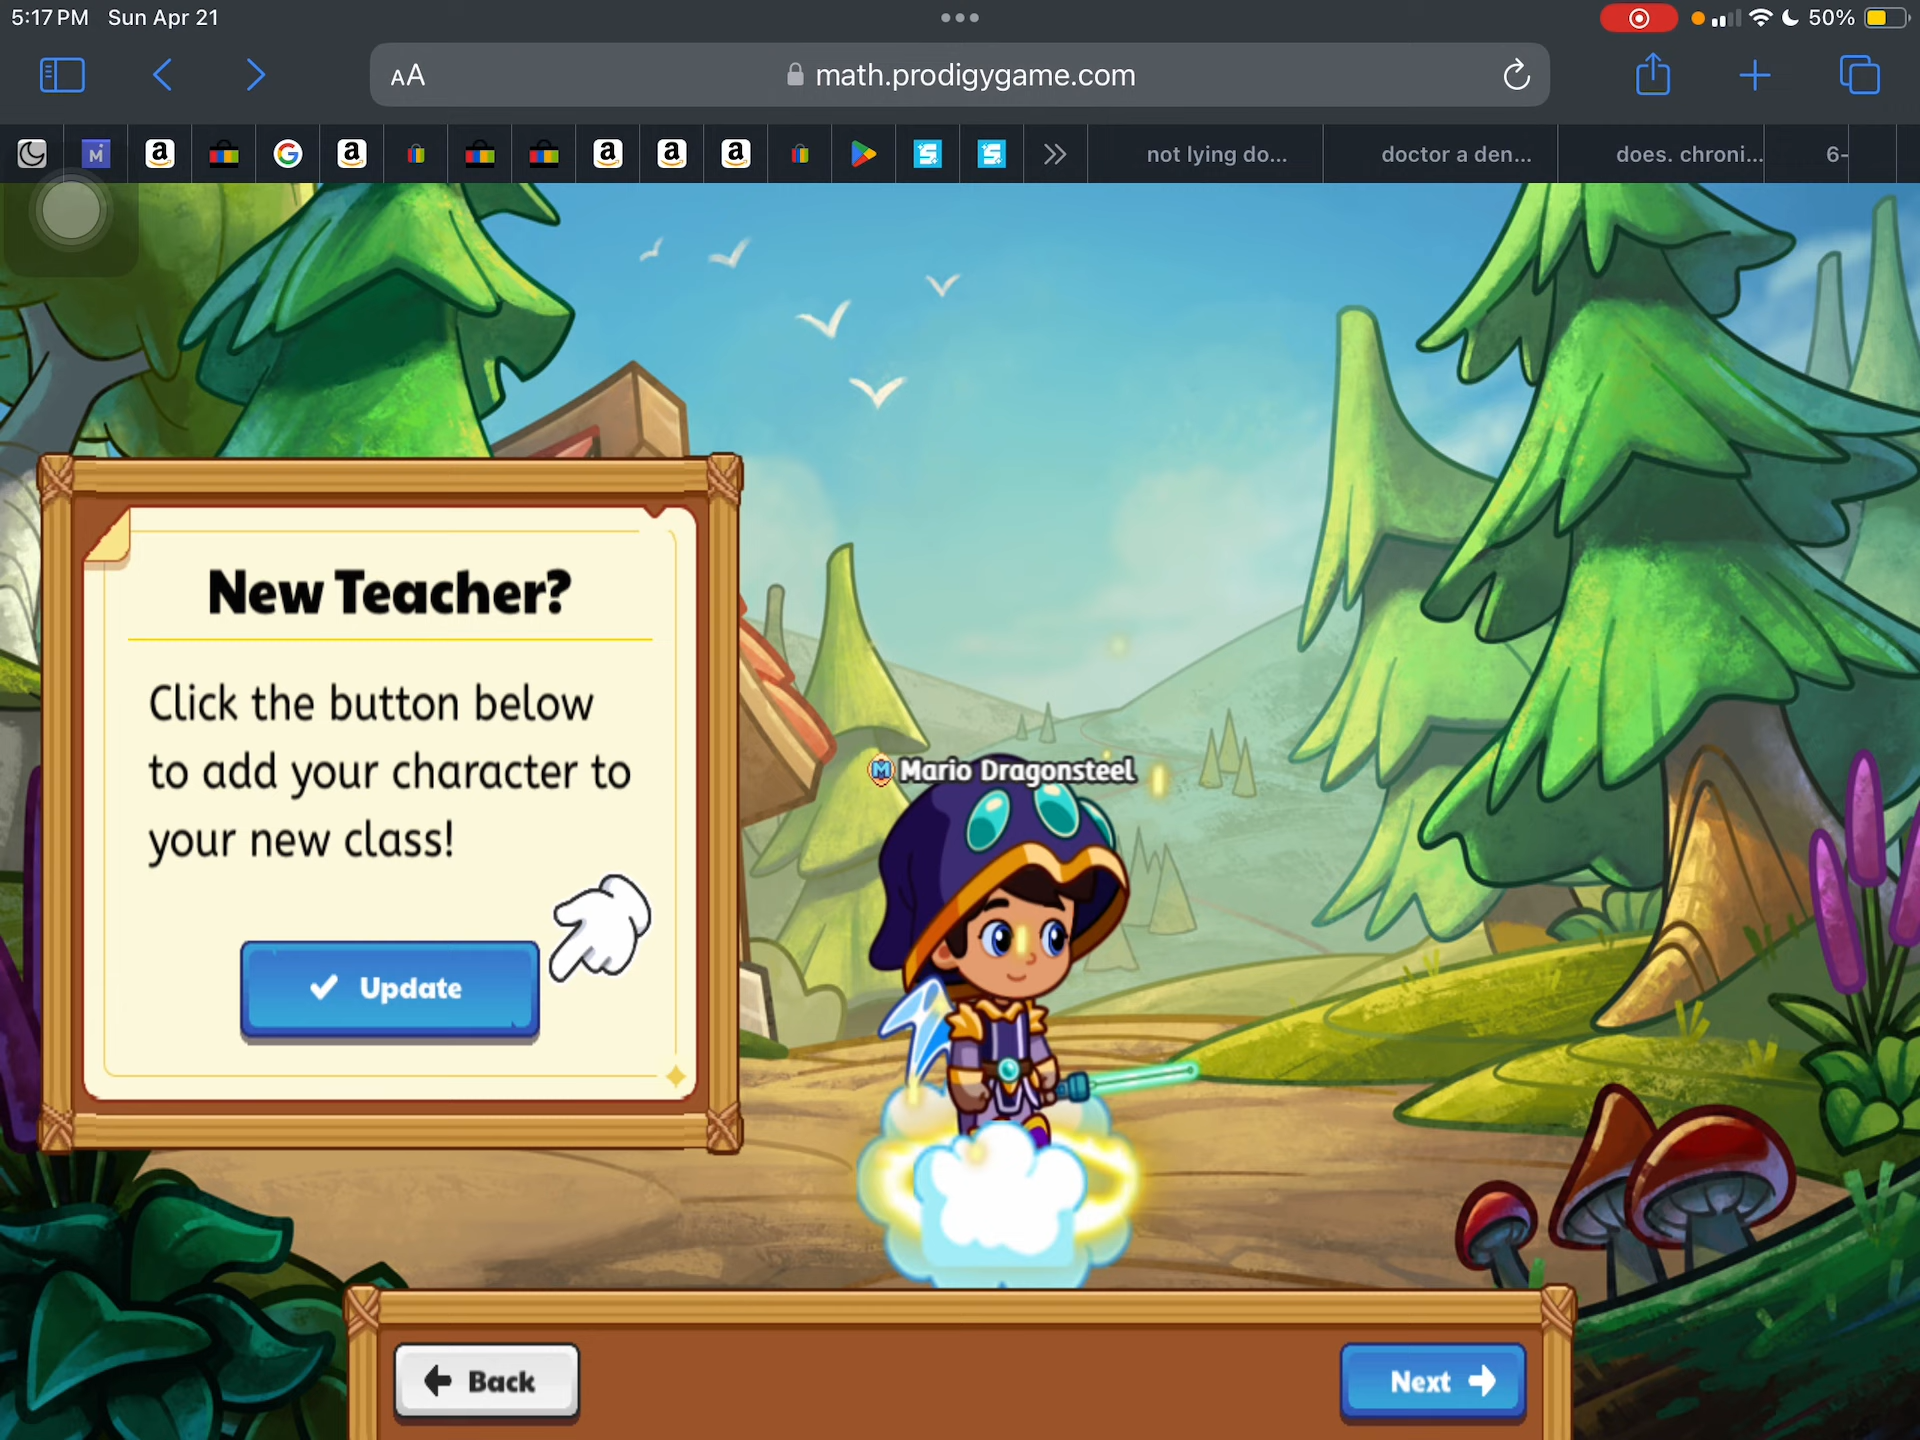 5:17 PM Sun Apr 21
50%
AA
math.prodigygame.com
not lying do...
doctor a den...
does. chroni...
6-
New Teacher?
Click the button below
to add your character to
your new class!
Update
M Mario Dragonsteel
Back
Next